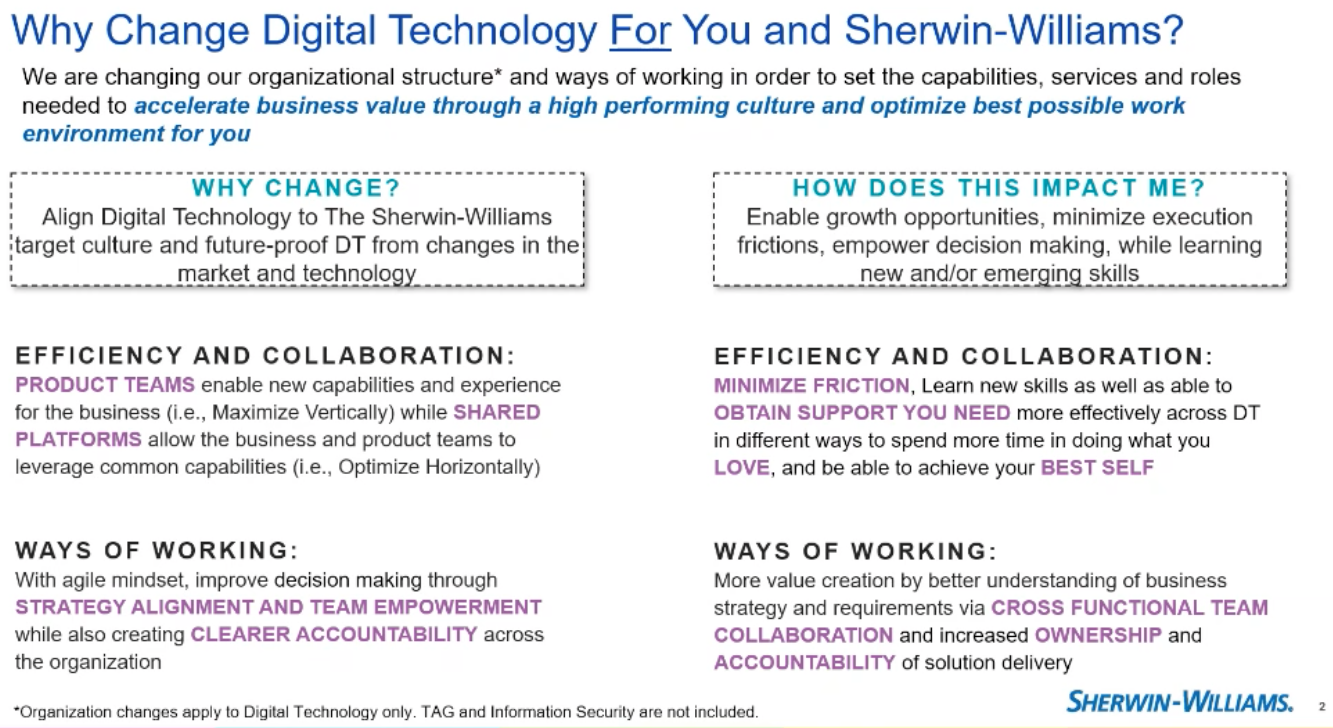 Why Change Digital Technology For You and Sherwin-Williams?
We are changing our organizational structure* and ways of working in order to set the capabilities, services and roles
needed to accelerate business value through a high performing culture and optimize best possible work
environment for you
WHY CHANGE?
Align Digital Technology to The Sherwin-Williams
target culture and future-proof DT from changes in the
market and technology
HOW DOES THIS IMPACT ME?
Enable growth opportunities, minimize execution
frictions, empower decision making, while learning
new and/or emerging skills
EFFICIENCY AND COLLABORATION:
PRODUCT TEAMS enable new capabilities and experience
for the business (i.e., Maximize Vertically) while SHARED
PLATFORMS allow the business and product teams to
leverage common capabilities (i.e., Optimize Horizontally)
EFFICIENCY AND COLLABORATION:
MINIMIZE FRICTION, Learn new skills as well as able to
OBTAIN SUPPORT YOU NEED more effectively across DT
in different ways to spend more time in doing what you
LOVE, and be able to achieve your BEST SELF
WAYS OF WORKING:
With agile mindset, improve decision making through
STRATEGY ALIGNMENT AND TEAM EMPOWERMENT
while also creating CLEARER ACCOUNTABILITY across
the organization
WAYS OF WORKING:
More value creation by better understanding of business
strategy and requirements via CROSS FUNCTIONAL TEAM
COLLABORATION and increased OWNERSHIP and
ACCOUNTABILITY of solution delivery
*Organization changes apply to Digital Technology only. TAG and Information Security are not included.
SHERWIN-WILLIAMS.
2